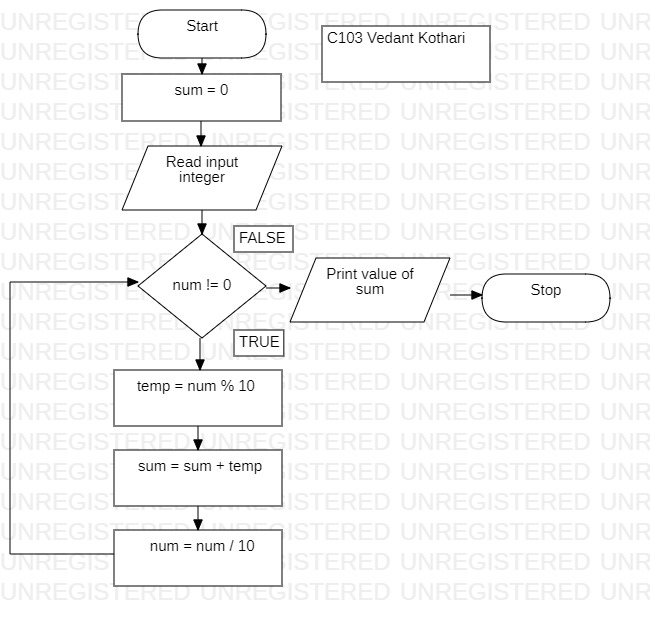 Start
C103 Vedant Kothari
sum = 0
Read input
integer
FALSE
num != 0
Print value of
sum
Stop
TRUE
temp = num % 10
sum = sum + temp
num = num / 10
UNREGISTERED UNREGISTERED UNREGISTERED UNR